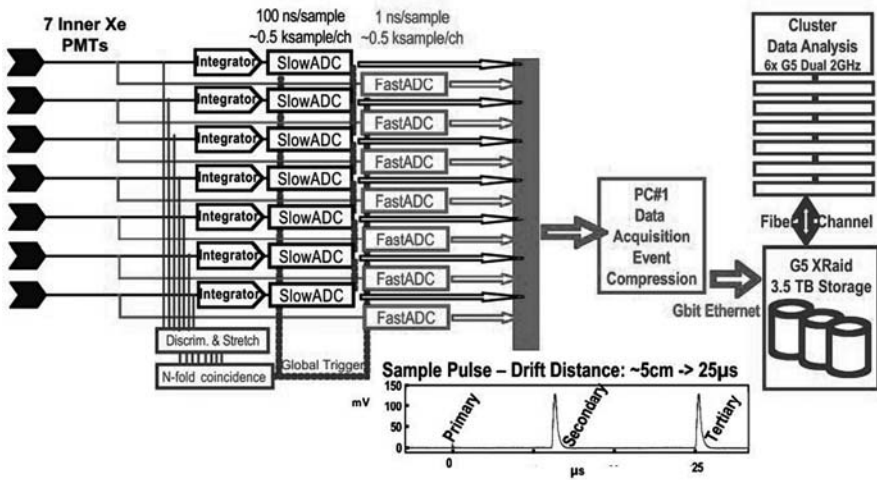 7 Inner Xe
PMTs
100 ns/sample
~0.5 ksample/ch
1 ns/sample
~0.5 ksample/ch
Integrator
SlowADC
FastADC
Integrator
SlowADC
FastADC
Integrator
SlowADC
FastADC
Integrator
SlowADC
FastADC
Integrator
SlowADC
FastADC
Integrator
SlowADC
FastADC
Integrator
SlowADC
FastADC
Discrim. & Stretch
N-fold coincidence
Global Trigger
PC#1
Data
Acquisition
Event
Compression
Gbit Ethernet
Cluster
Data Analysis
6x G5 Dual 2GHz
Fiber Channel
G5 XRaid
3.5 TB Storage
Sample Pulse – Drift Distance: ~5cm -> 25µs
mV
150
100
50
0
Primary
Secondary
Tertiary
0
25
µs